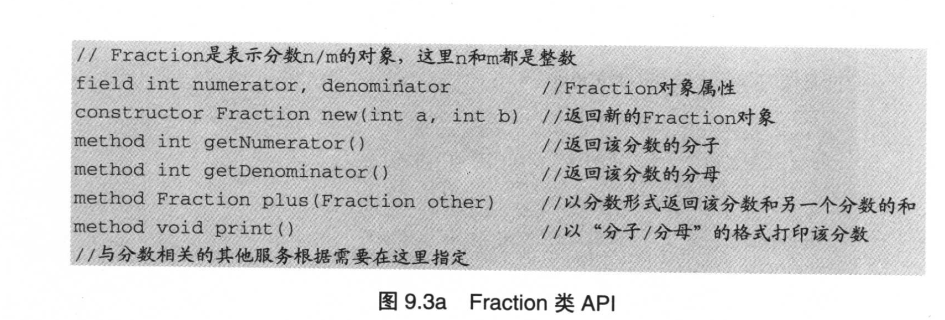 // Fraction是表示分数n/m的对象，这里n和m都是整数
field int numerator, denominator //Fraction对象属性
constructor Fraction new(int a, int b) //返回新的Fraction对象
method int getNumerator() //返回该分数的分子
method int getDenominator() //返回该分数的分母
method Fraction plus(Fraction other) //以分数形式返回该分数和另一个分数的和
method void print() //以“分子/分母”的格式打印该分数
//与分数相关的其他服务根据需要在这里指定
图 9.3a Fraction 类 API